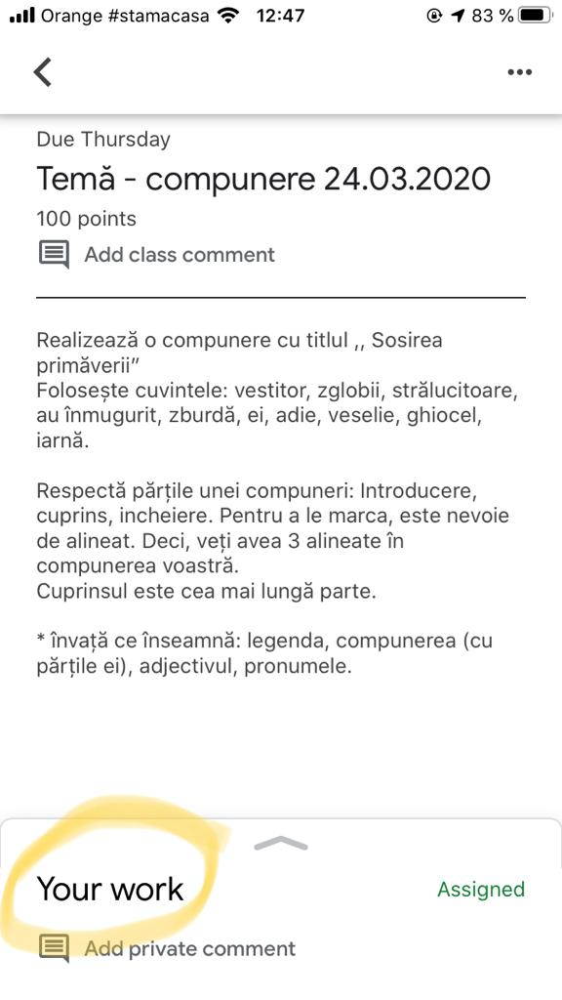 Orange #stamacasa 12:47 83 %
Due Thursday
Temă - compunere 24.03.2020
100 points
Add class comment
Realizează o compunere cu titlul ,, Sosirea
primăverii”
Folosește cuvintele: vestitor, zglobii, strălucitoare,
au înmugurit, zburdă, ei, adie, veselie, ghiocel,
iarnă.
Respectă părțile unei compuneri: Introducere,
cuprins, incheiere. Pentru a le marca, este nevoie
de alineat. Deci, veți avea 3 alineate în
compunerea voastră.
Cuprinsul este cea mai lungă parte.
* învață ce înseamnă: legenda, compunerea (cu
părțile ei), adjectivul, pronumele.
Your work Assigned
Add private comment